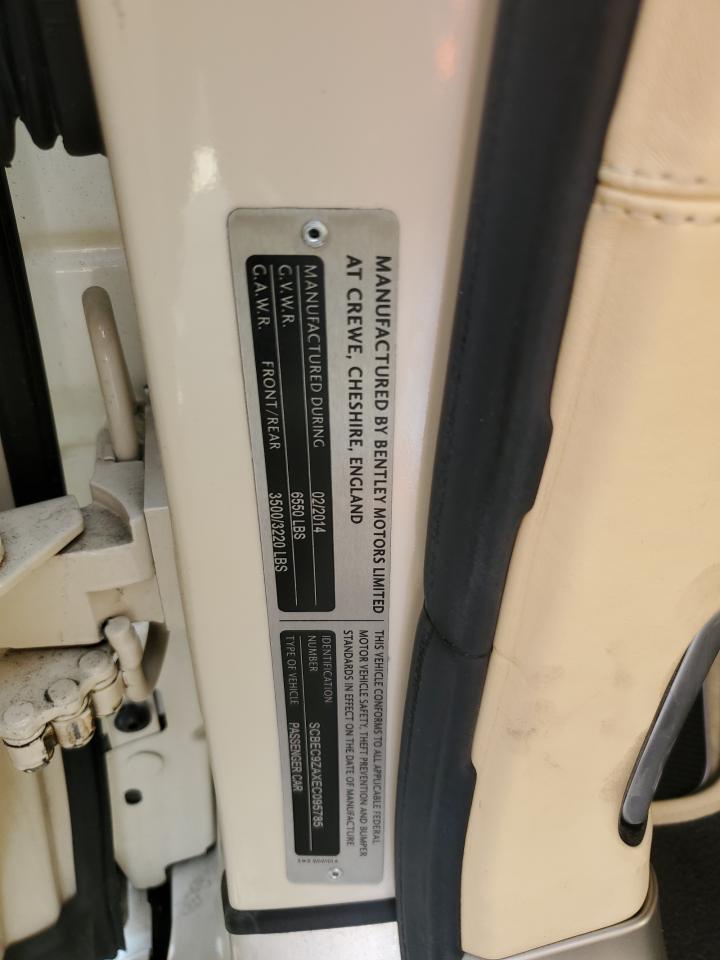 MANUFACTURED BY BENTLEY MOTORS LIMITED
AT CREWE, CHESHIRE, ENGLAND
MANUFACTURED DURING 02/2014
G.V.W.R. 6550 LBS
G.A.W.R. FRONT/REAR 3500/3220 LBS
THIS VEHICLE CONFORMS TO ALL APPLICABLE FEDERAL
MOTOR VEHICLE SAFETY, THEFT PREVENTION AND BUMPER
STANDARDS IN EFFECT ON THE DATE OF MANUFACTURE
IDENTIFICATION
NUMBER SCBEC9ZAXEC095785
TYPE OF VEHICLE PASSENGER CAR